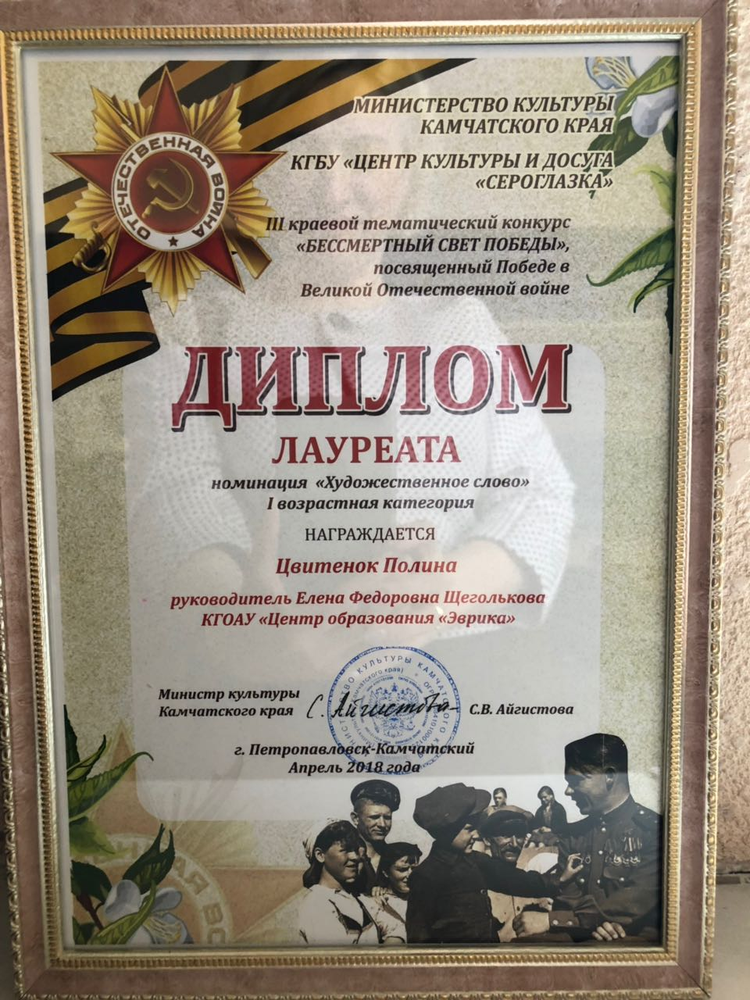 ОТЕЧЕСТВЕННАЯ ВОЙНА
МИНИСТЕРСТВО КУЛЬТУРЫ
КАМЧАТСКОГО КРАЯ
КГБУ «ЦЕНТР КУЛЬТУРЫ И ДОСУГА
«СЕРОГЛАЗКА»
III краевой тематический конкурс
«БЕССМЕРТНЫЙ СВЕТ ПОБЕДЫ»,
посвященный Победе в
Великой Отечественной войне
ДИПЛОМ
ЛАУРЕАТА
номинация «Художественное слово»
I возрастная категория
НАГРАЖДАЕТСЯ
Цвитенок Полина
руководитель Елена Федоровна Щеголькова
КГОАУ «Центр образования «Эврика»
Министр культуры
Камчатского края
С. Айгистова
С.В. Айгистова
г. Петропавловск-Камчатский
Апрель 2018 года